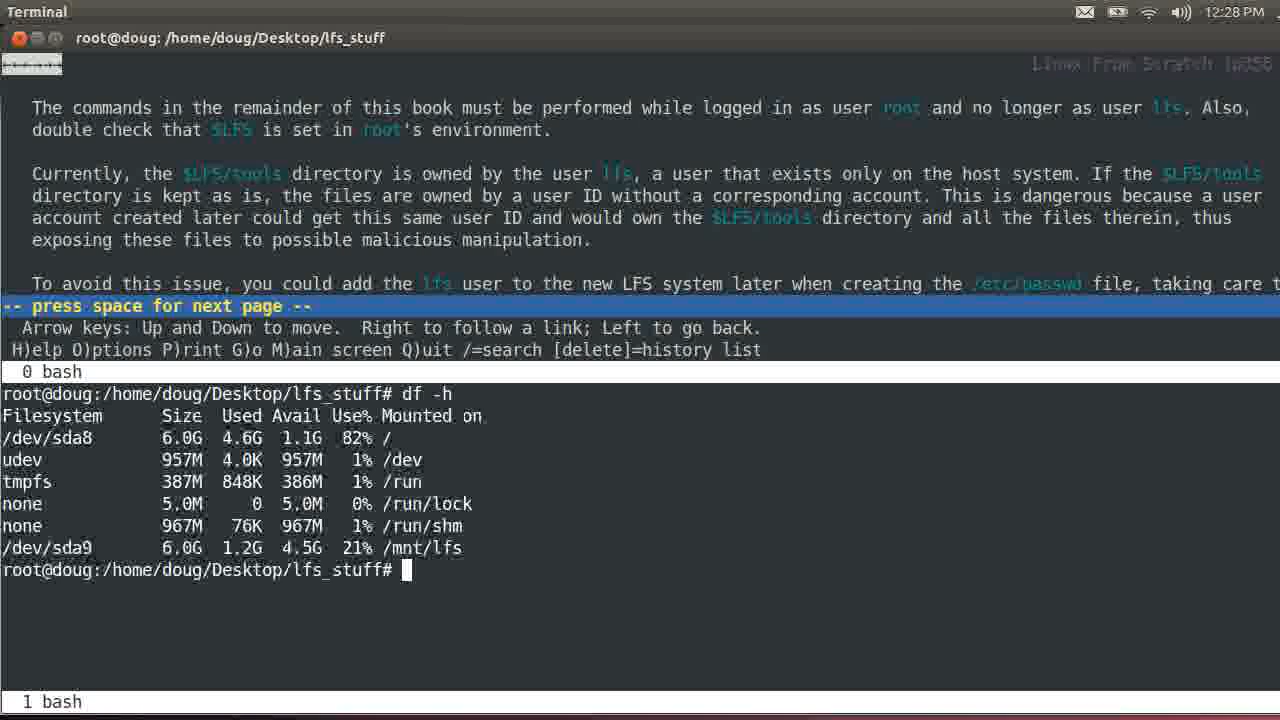 Terminal
12:28 PM
root@doug: /home/doug/Desktop/lfs_stuff
Linux From Scratch (p356
The commands in the remainder of this book must be performed while logged in as user root and no longer as user lfs. Also,
double check that $LFS is set in root's environment.
Currently, the $LFS/tools directory is owned by the user lfs, a user that exists only on the host system. If the $LFS/tools
directory is kept as is, the files are owned by a user ID without a corresponding account. This is dangerous because a user
account created later could get this same user ID and would own the $LFS/tools directory and all the files therein, thus
exposing these files to possible malicious manipulation.
To avoid this issue, you could add the lfs user to the new LFS system later when creating the /etc/passwd file, taking care t
-- press space for next page --
Arrow keys: Up and Down to move.  Right to follow a link; Left to go back.
H)elp O)ptions P)rint G)o M)ain screen Q)uit /=search [delete]=history list
0 bash
root@doug:/home/doug/Desktop/lfs_stuff# df -h
Filesystem      Size  Used Avail Use% Mounted on
/dev/sda8       6.0G  4.6G  1.1G  82% /
udev            957M  4.0K  957M   1% /dev
tmpfs           387M  848K  386M   1% /run
none            5.0M     0  5.0M   0% /run/lock
none            967M   76K  967M   1% /run/shm
/dev/sda9       6.0G  1.2G  4.5G  21% /mnt/lfs
root@doug:/home/doug/Desktop/lfs_stuff#
1 bash